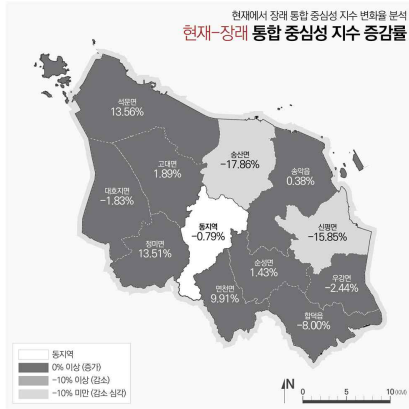 현재에서 장래 통합 중심성 지수 변화율 분석
현재-장래 통합 중심성 지수 증감률
석문면
13.56%
고대면
1.89%
송산면
-17.86%
송악읍
0.38%
대호지면
-1.83%
정미면
13.51%
동지역
-0.79%
신평면
-15.85%
순성면
1.43%
면천면
9.91%
우강면
-2.44%
합덕읍
-8.00%
동지역
0% 이상 (증가)
-10% 이상 (감소)
-10% 미만 (감소 심각)
N
0 5 10 (KM)